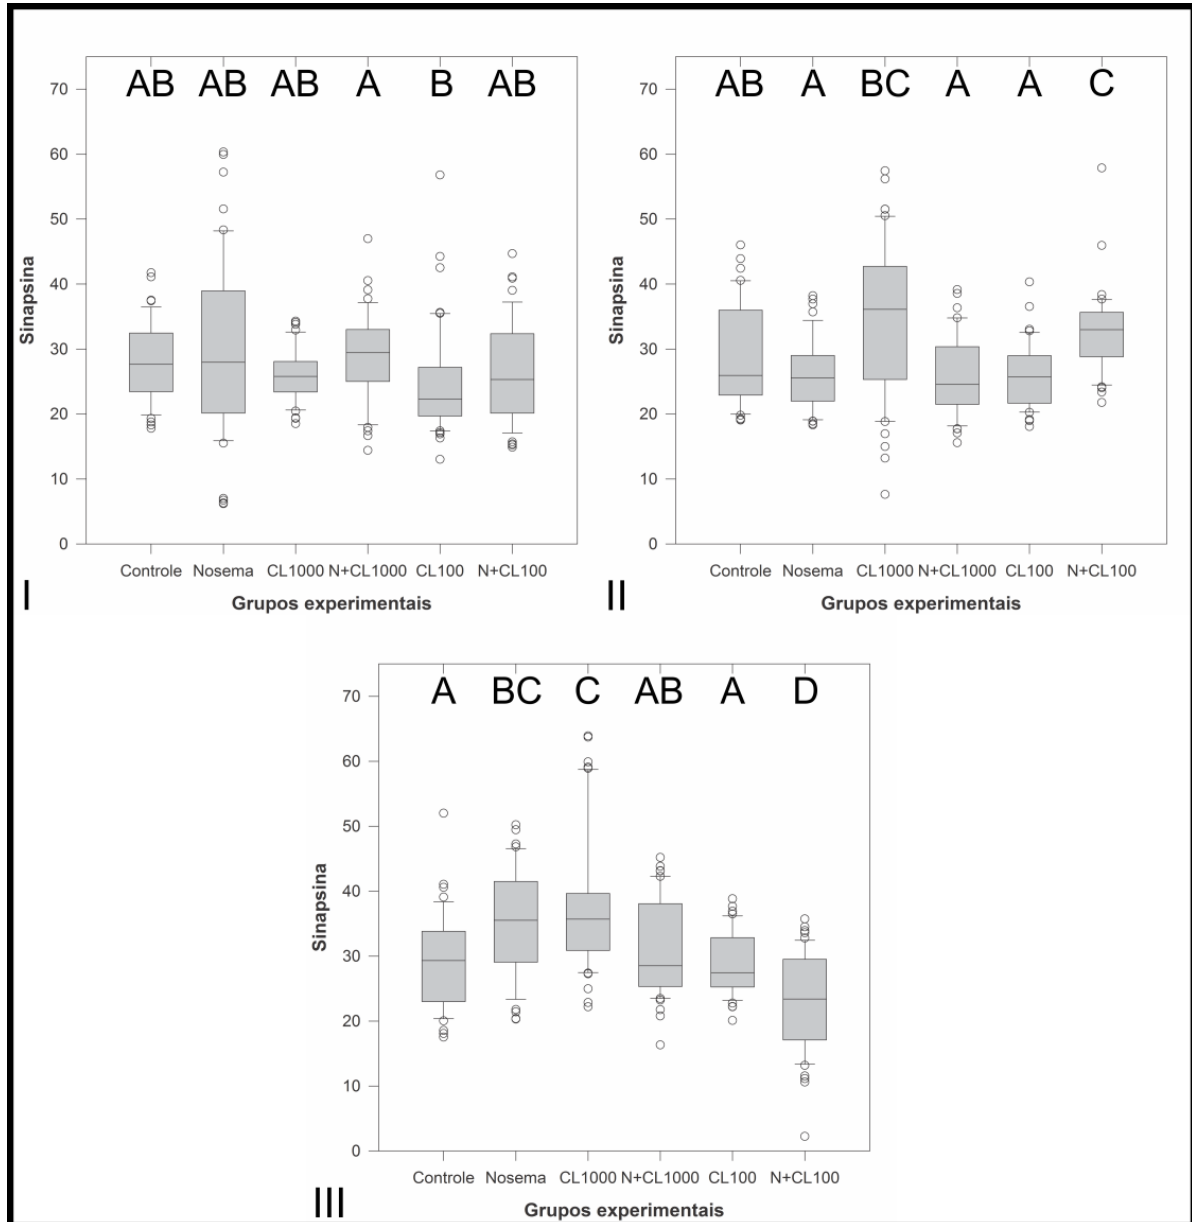 AB AB AB A B AB
70
60
50
40
30
20
10
0
Sinapsina
Controle Nosema CL1000 N+CL1000 CL100 N+CL100
I
Grupos experimentais
AB A BC A A C
70
60
50
40
30
20
10
0
Sinapsina
Controle Nosema CL1000 N+CL1000 CL100 N+CL100
II
Grupos experimentais
A BC C AB A D
70
60
50
40
30
20
10
0
Sinapsina
Controle Nosema CL1000 N+CL1000 CL100 N+CL100
III
Grupos experimentais